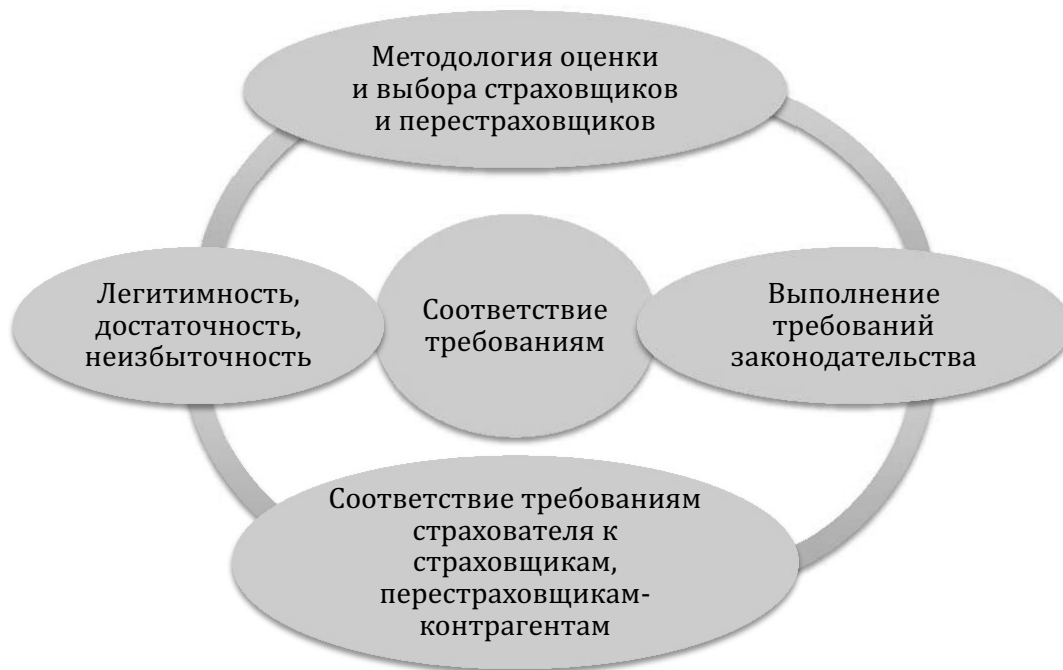 Методология оценки
и выбора страховщиков
и перестраховщиков
Легитимность,
достаточность,
неизбыточность
Соответствие
требованиям
Выполнение
требований
законодательства
Соответствие требованиям
страхователя к
страховщикам,
перестраховщикам-
контрагентам